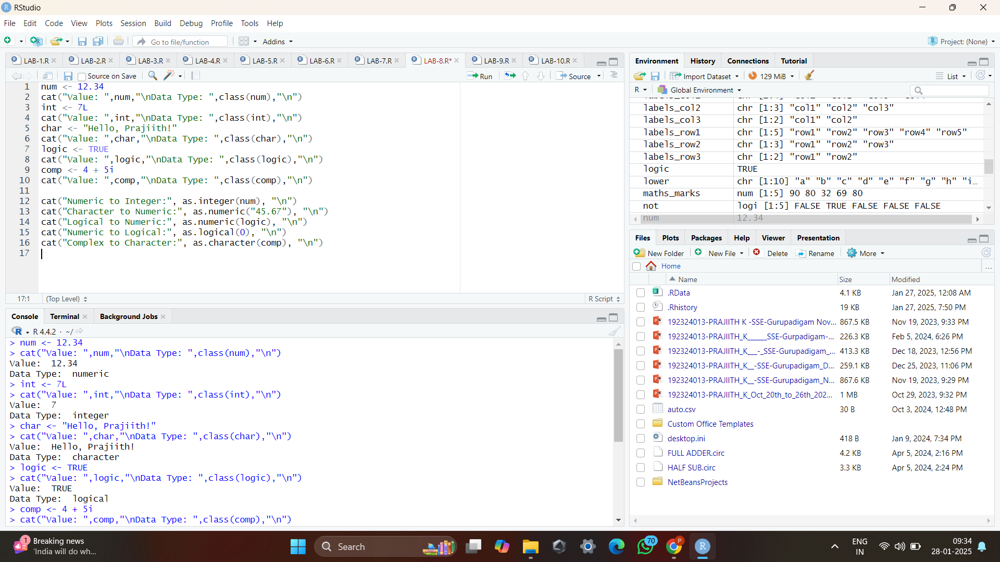 RStudio
File Edit Code View Plots Session Build Debug Profile Tools Help
Go to file/function Addins Project: (None)
LAB-1.R LAB-2.R LAB-3.R LAB-4.R LAB-5.R LAB-6.R LAB-7.R LAB-8.R* LAB-9.R LAB-10.R
Source on Save Run Source
1 num <- 12.34
2 cat("Value: ",num,"\nData Type: ",class(num),"\n")
3 int <- 7L
4 cat("Value: ",int,"\nData Type: ",class(int),"\n")
5 char <- "Hello, Prajiith!"
6 cat("Value: ",char,"\nData Type: ",class(char),"\n")
7 logic <- TRUE
8 cat("Value: ",logic,"\nData Type: ",class(logic),"\n")
9 comp <- 4 + 5i
10 cat("Value: ",comp,"\nData Type: ",class(comp),"\n")
11
12 cat("Numeric to Integer:", as.integer(num), "\n")
13 cat("Character to Numeric:", as.numeric("45.67"), "\n")
14 cat("Logical to Numeric:", as.numeric(logic), "\n")
15 cat("Numeric to Logical:", as.logical(0), "\n")
16 cat("Complex to Character:", as.character(comp), "\n")
17
17:1 (Top Level) R Script
Console Terminal Background Jobs
R 4.4.2 · ~/
> num <- 12.34
> cat("Value: ",num,"\nData Type: ",class(num),"\n")
Value:  12.34
Data Type:  numeric
> int <- 7L
> cat("Value: ",int,"\nData Type: ",class(int),"\n")
Value:  7
Data Type:  integer
> char <- "Hello, Prajiith!"
> cat("Value: ",char,"\nData Type: ",class(char),"\n")
Value:  Hello, Prajiith!
Data Type:  character
> logic <- TRUE
> cat("Value: ",logic,"\nData Type: ",class(logic),"\n")
Value:  TRUE
Data Type:  logical
> comp <- 4 + 5i
> cat("Value: ",comp,"\nData Type: ",class(comp),"\n")
Environment History Connections Tutorial
Import Dataset 129 MiB List
R Global Environment
labels_col2 chr [1:3] "col1" "col2" "col3"
labels_col3 chr [1:2] "col1" "col2"
labels_row1 chr [1:5] "row1" "row2" "row3" "row4" "row5"
labels_row2 chr [1:3] "row1" "row2" "row3"
labels_row3 chr [1:2] "row1" "row2"
logic TRUE
lower chr [1:10] "a" "b" "c" "d" "e" "f" "g" "h" "i…
maths_marks num [1:5] 90 80 32 69 80
not logi [1:5] FALSE TRUE FALSE FALSE FALSE
num 12.34
Files Plots Packages Help Viewer Presentation
New Folder New File Delete Rename More
Home ...
Name Size Modified
.RData 4.1 KB Jan 27, 2025, 12:08 AM
.Rhistory 19 KB Jan 27, 2025, 7:50 PM
192324013-PRAJIITH K -SSE-Gurupadigam Nov... 867.5 KB Nov 19, 2023, 9:33 PM
192324013-PRAJIITH_K______SSE-Gurpadigam-... 226.3 KB Feb 5, 2024, 6:26 PM
192324013-PRAJIITH_K___-_SSE-Gurupadigam_... 413.3 KB Dec 18, 2023, 12:56 PM
192324013-PRAJIITH_K__-SSE-Gurupadigam_D... 259.1 KB Dec 25, 2023, 11:06 PM
192324013-PRAJIITH_K__-SSE-Gurupadigam_N... 867.6 KB Nov 19, 2023, 9:29 PM
192324013-PRAJIITH_K_Oct_20th_to_26th_202... 1 MB Oct 29, 2023, 9:32 PM
auto.csv 30 B Oct 3, 2024, 12:48 PM
Custom Office Templates
desktop.ini 418 B Jan 9, 2024, 7:34 PM
FULL ADDER.circ 4.2 KB Apr 5, 2024, 2:16 PM
HALF SUB.circ 3.3 KB Apr 5, 2024, 2:24 PM
NetBeansProjects
1 Breaking news
'India will do wh...
Search
70
P
R
ENG
IN
09:34
28-01-2025